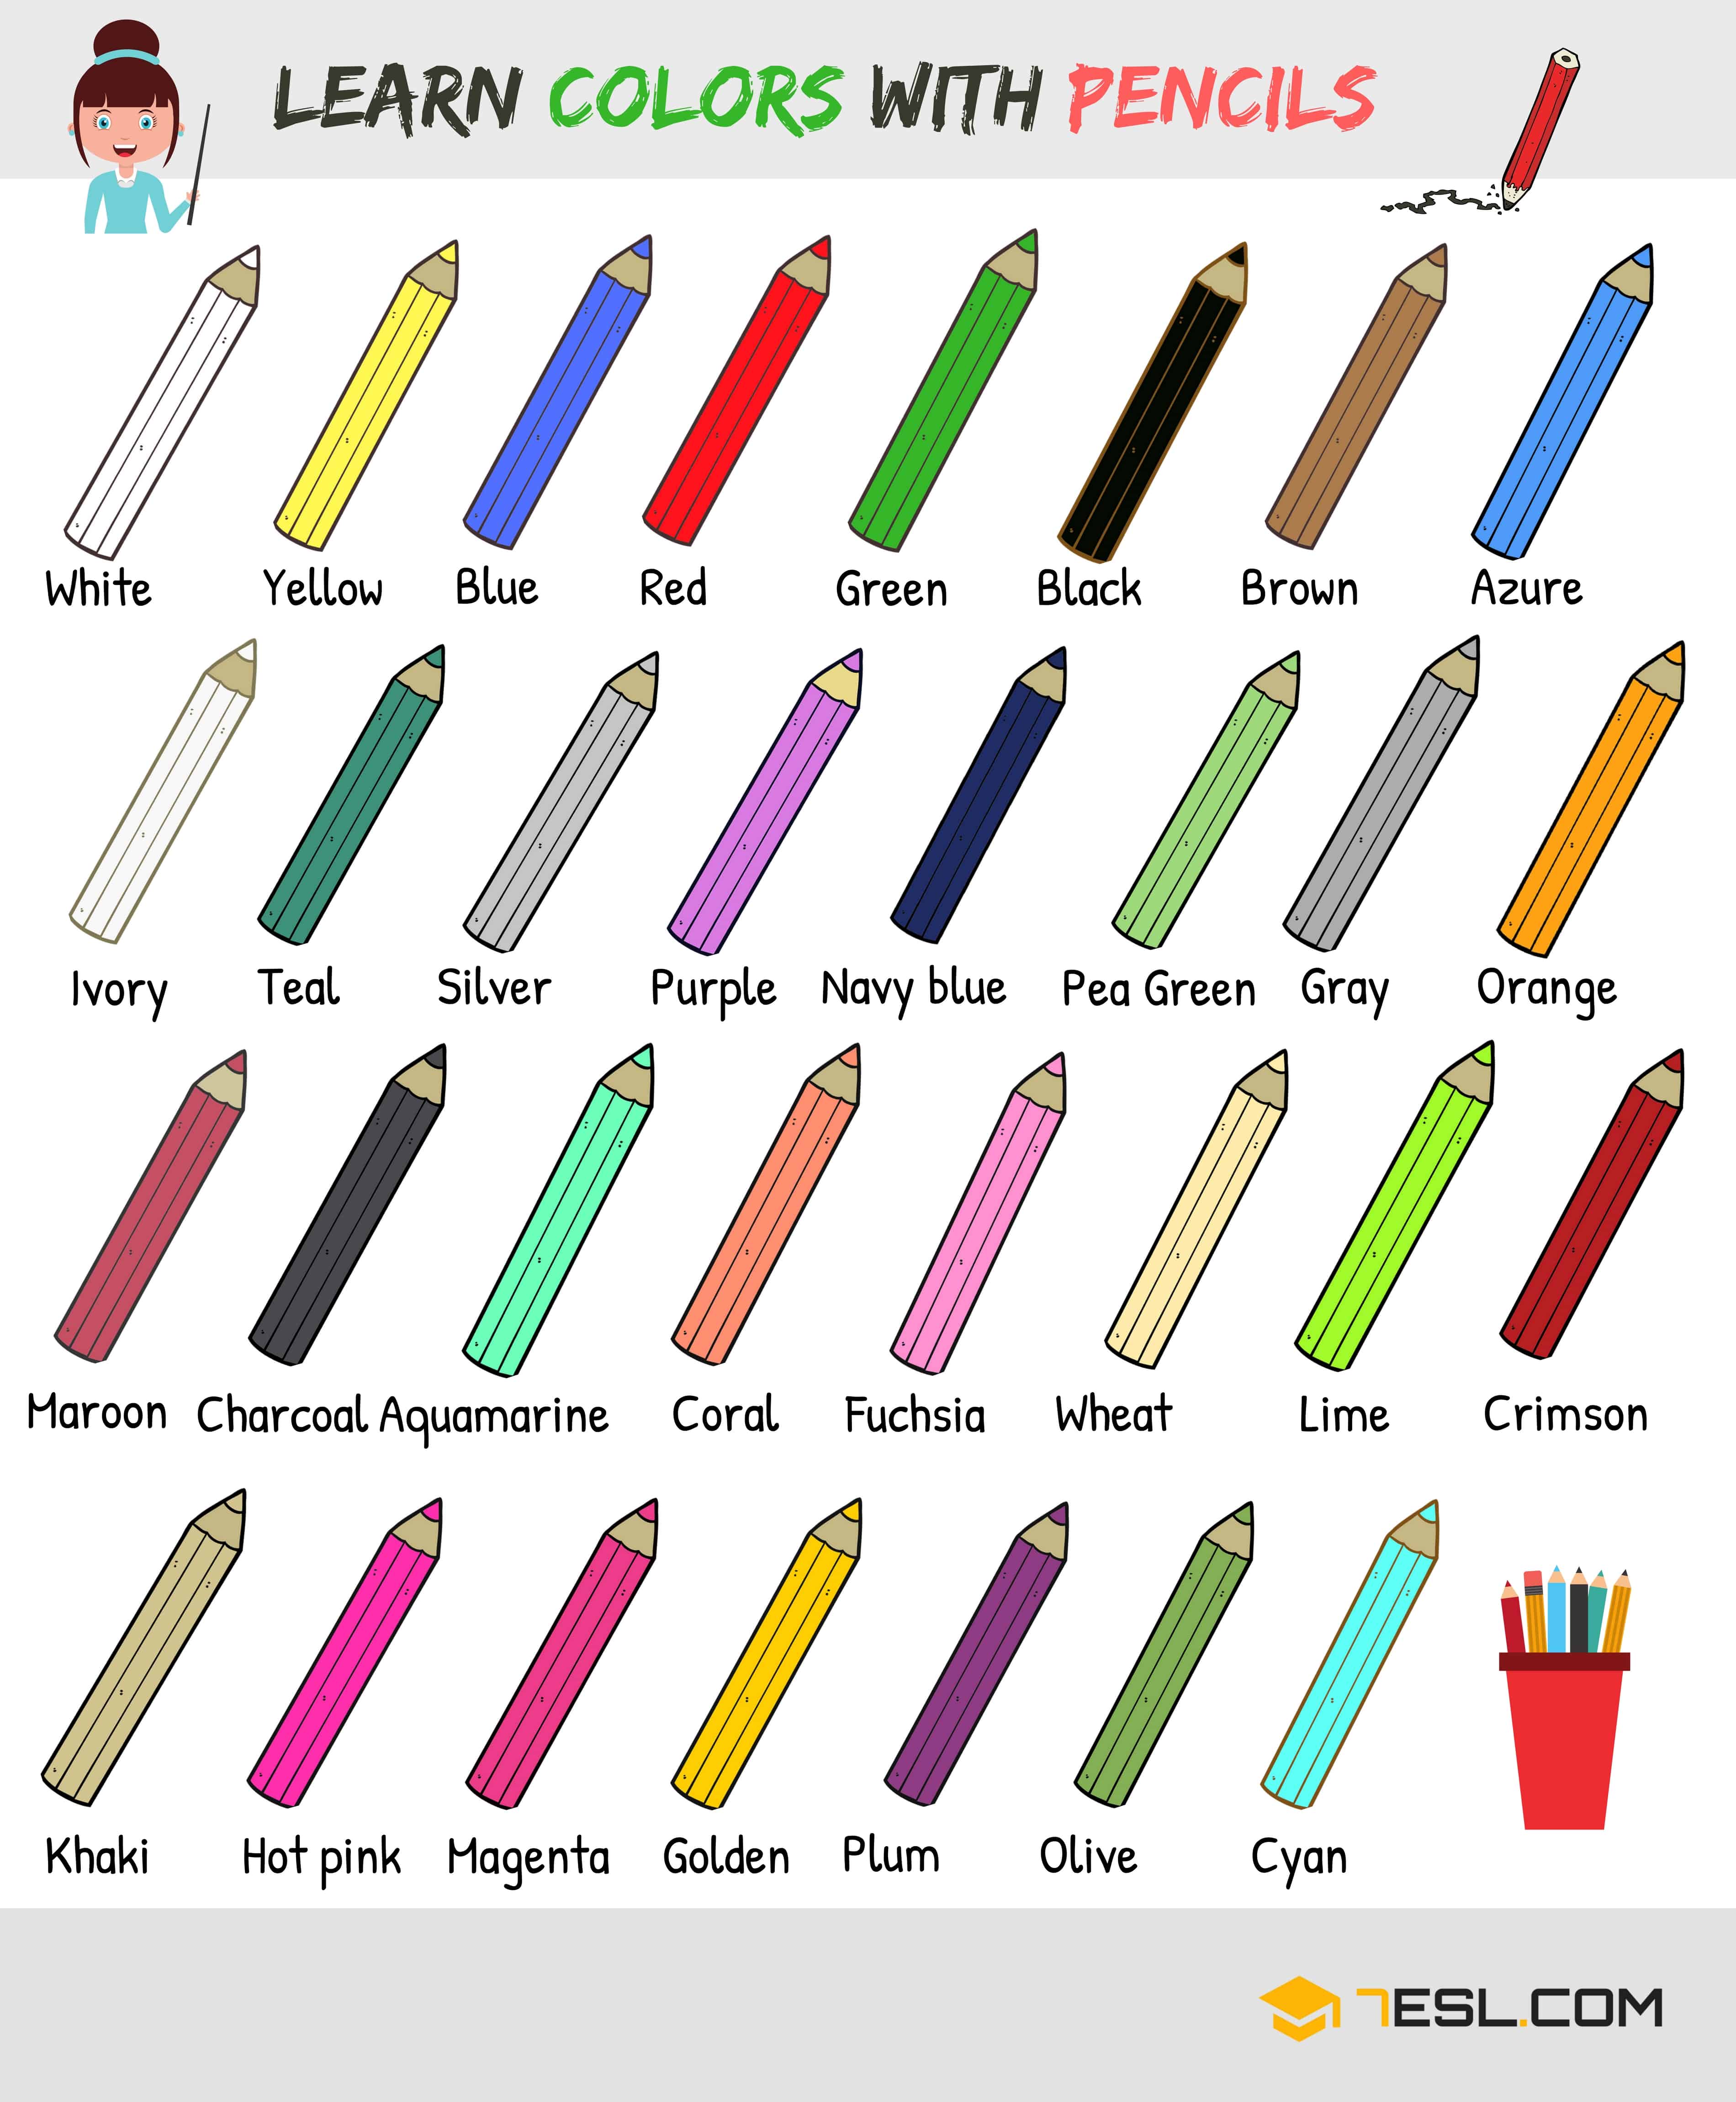 LEARN COLORS WITH PENCILS
White Yellow Blue Red Green Black Brown Azure
Ivory Teal Silver Purple Navy blue Pea Green Gray Orange
Maroon Charcoal Aquamarine Coral Fuchsia Wheat Lime Crimson
Khaki Hot pink Magenta Golden Plum Olive Cyan
7ESL.COM